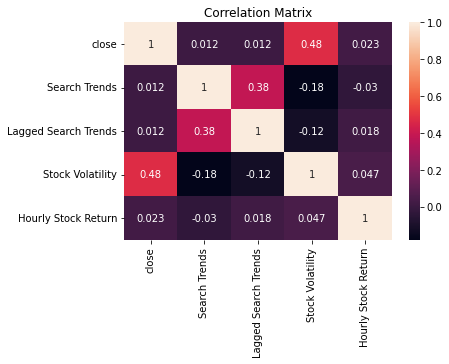 Correlation Matrix
close 1 0.012 0.012 0.48 0.023
Search Trends 0.012 1 0.38 -0.18 -0.03
Lagged Search Trends 0.012 0.38 1 -0.12 0.018
Stock Volatility 0.48 -0.18 -0.12 1 0.047
Hourly Stock Return 0.023 -0.03 0.018 0.047 1
close
Search Trends
Lagged Search Trends
Stock Volatility
Hourly Stock Return
1.0
0.8
0.6
0.4
0.2
0.0